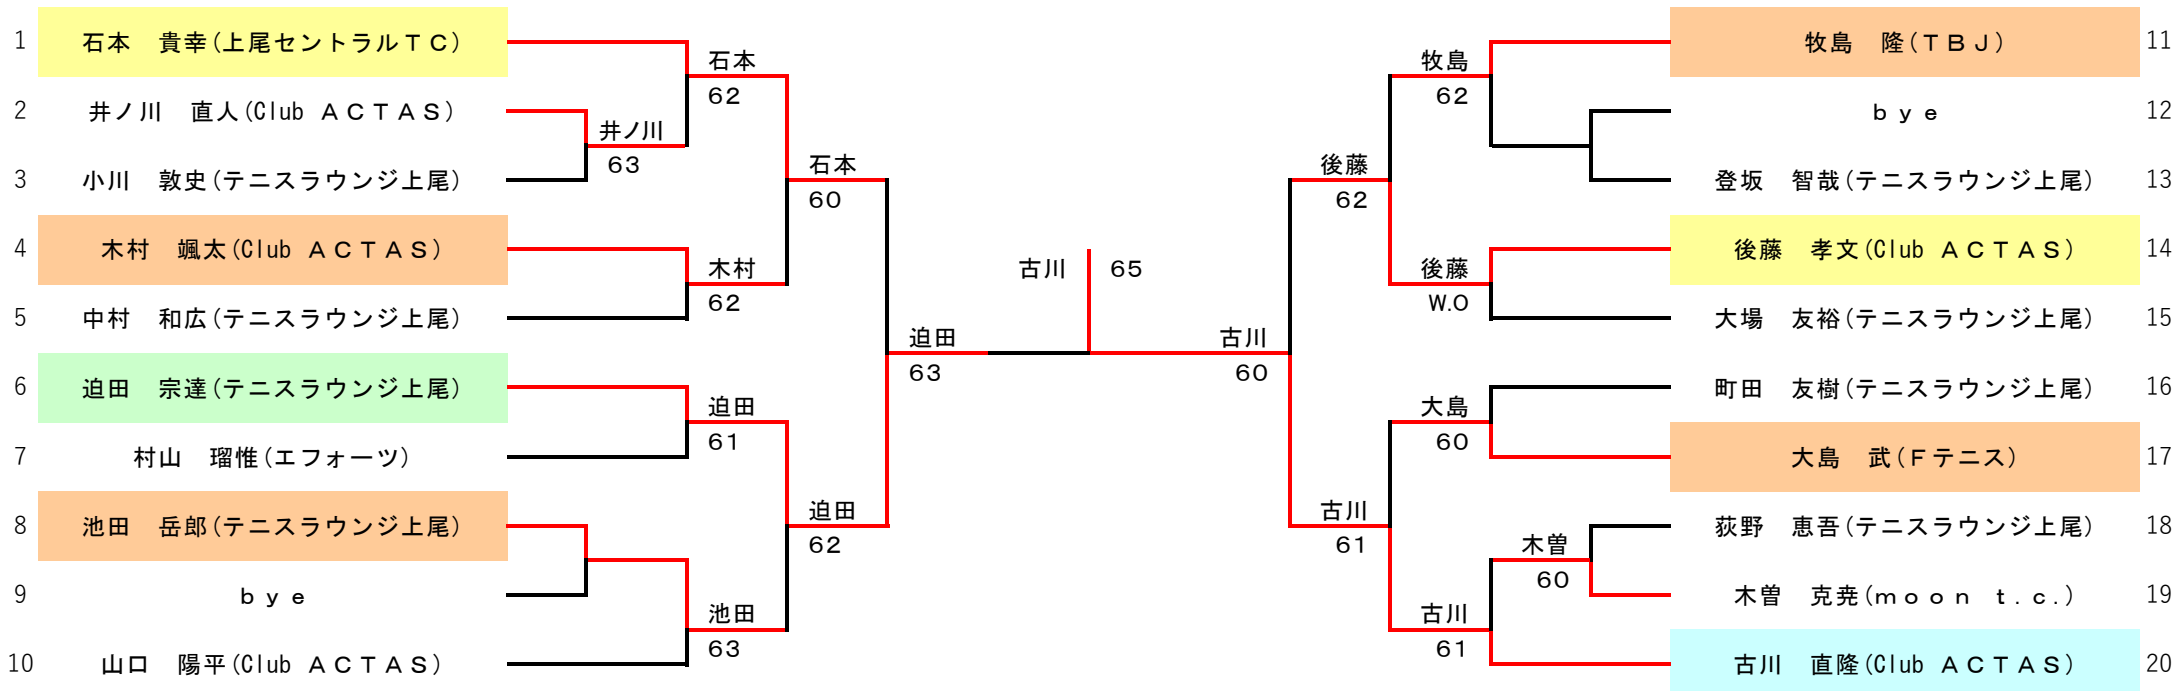 1 石本　貴幸(上尾セントラルＴＣ)
2 井ノ川　直人(Club ＡＣＴＡＳ)
3 小川　敦史(テニスラウンジ上尾)
4 木村　颯太(Club ＡＣＴＡＳ)
5 中村　和広(テニスラウンジ上尾)
6 迫田　宗達(テニスラウンジ上尾)
7 村山　瑠惟(エフォーツ)
8 池田　岳郎(テニスラウンジ上尾)
9 ｂｙｅ
10 山口　陽平(Club ＡＣＴＡＳ)
井ノ川
63
石本
62
木村
62
迫田
61
池田
63
石本
60
迫田
62
迫田
63
古川 65
古川
60
後藤
62
古川
61
牧島
62
後藤
W.O
大島
60
古川
61
木曽
60
牧島　隆(ＴＢＪ) 11
ｂｙｅ 12
登坂　智哉(テニスラウンジ上尾) 13
後藤　孝文(Club ＡＣＴＡＳ) 14
大場　友裕(テニスラウンジ上尾) 15
町田　友樹(テニスラウンジ上尾) 16
大島　武(Ｆテニス) 17
荻野　恵吾(テニスラウンジ上尾) 18
木曽　克尭(ｍｏｏｎ　ｔ.ｃ.) 19
古川　直隆(Club ＡＣＴＡＳ) 20